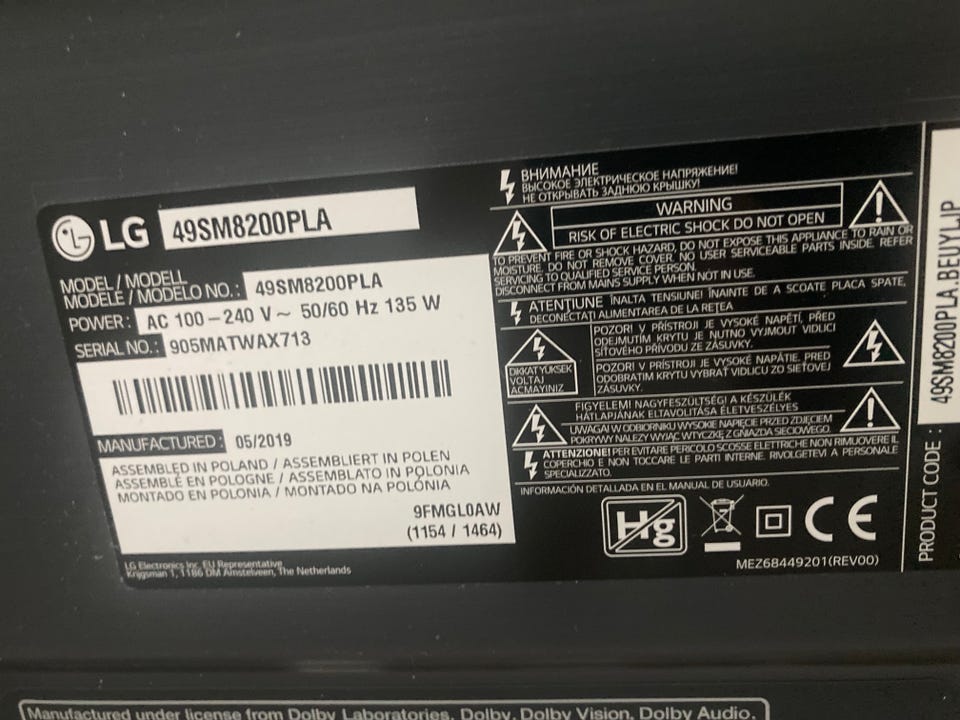 LG 49SM8200PLA
MODEL / MODELL
MODÈLE / MODELO NO.: 49SM8200PLA
POWER: AC 100-240 V ~ 50/60 Hz 135 W
SERIAL NO.: 905MATWAX713
MANUFACTURED: 05/2019
ASSEMBLED IN POLAND / ASSEMBLIERT IN POLEN
ASSEMBLÉ EN POLOGNE / ASSEMBLATO IN POLONIA
MONTADO EN POLONIA / MONTADO NA POLÓNIA
9FMGL0AW
(1154 / 1464)
LG Electronics Inc. EU Representative
Krijgsman 1, 1186 DM Amstelveen, The Netherlands
ВНИМАНИЕ
ВЫСОКОЕ ЭЛЕКТРИЧЕСКОЕ НАПРЯЖЕНИЕ!
НЕ ОТКРЫВАТЬ ЗАДНЮЮ КРЫШКУ!
WARNING
RISK OF ELECTRIC SHOCK DO NOT OPEN
TO PREVENT FIRE OR SHOCK HAZARD, DO NOT EXPOSE THIS APPLIANCE TO RAIN OR
MOISTURE. DO NOT REMOVE COVER. NO USER SERVICEABLE PARTS INSIDE. REFER
SERVICING TO QUALIFIED SERVICE PERSON.
DISCONNECT FROM MAINS SUPPLY WHEN NOT IN USE.
ATENŢIUNE ÎNALTA TENSIUNE! ÎNAINTE DE A SCOATE PLACA SPATE,
DECONECTAŢI ALIMENTAREA DE LA REŢEA
DIKKAT YÜKSEK
VOLTAJ
AÇMAYINIZ
POZOR! V PŘÍSTROJI JE VYSOKÉ NAPĚTÍ, PŘED
ODEJMUTÍM KRYTU JE NUTNO VYJMOUT VIDLICI
SÍŤOVÉHO PŘÍVODU ZE ZÁSUVKY.
POZOR! V PRÍSTROJI JE VYSOKÉ NAPÄTIE. PRED
ODOBRATIM KRYTU VYBRAŤ VIDLICU ZO SIEŤOVEJ
ZÁSUVKY.
FIGYELEM! NAGYFESZÜLTSÉG! A KÉSZÜLÉK
HÁTLAPJÁNAK ELTÁVOLÍTÁSA ÉLETVESZÉLYES
UWAGA! W ODBIORNIKU WYSOKIE NAPIĘCIE PRZED ZDJĘCIEM
POKRYWY NALEŻY WYJĄĆ WTYCZKĘ Z GNIAZDA SIECIOWEGO.
ATTENZIONE! PER EVITARE PERICOLO SCOSSE ELETTRICHE NON RIMUOVERE IL
COPERCHIO E NON TOCCARE LE PARTI INTERNE. RIVOLGETEVI A PERSONALE
SPECIALIZZATO.
INFORMACIÓN DETALLADA EN EL MANUAL DE USUARIO.
Hg
CE
MEZ68449201(REV00)
PRODUCT CODE : 49SM8200PLA.BEUYLJP
Manufactured under license from Dolby Laboratories. Dolby, Dolby Vision, Dolby Audio,